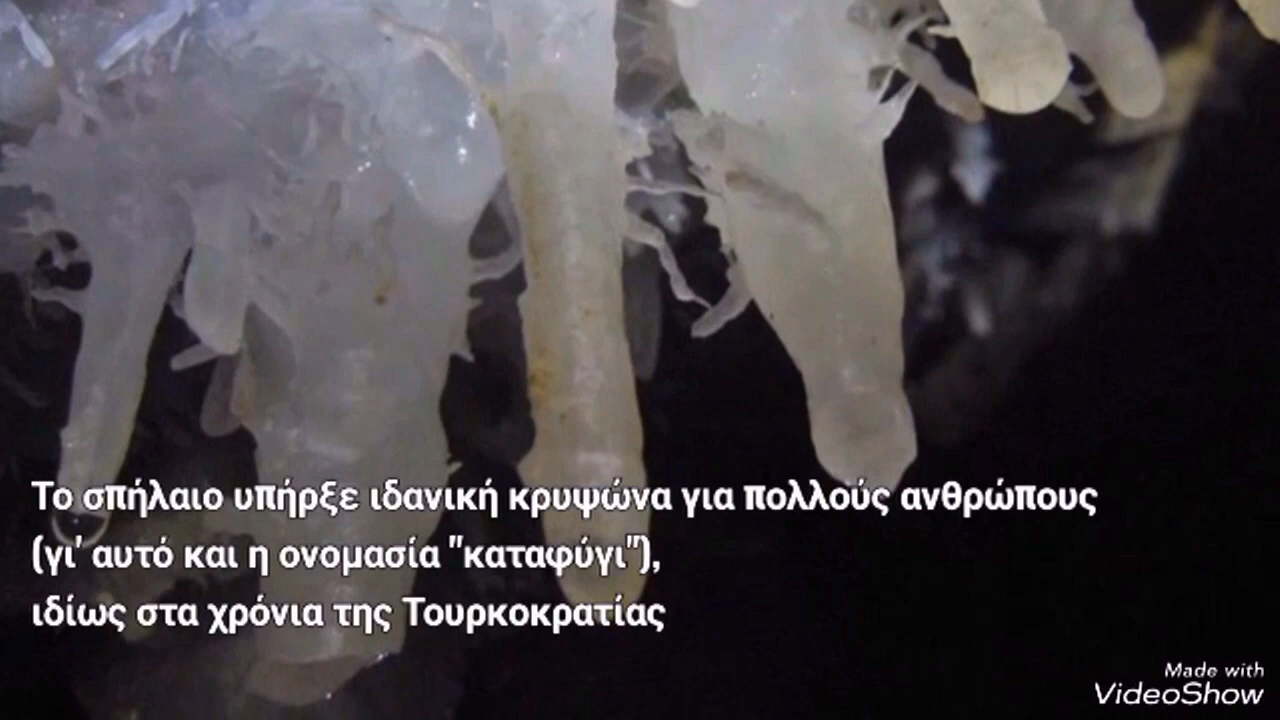 Το σπήλαιο υπήρξε ιδανική κρυψώνα για πολλούς ανθρώπους
(γι' αυτό και η ονομασία "καταφύγι"),
ιδίως στα χρόνια της Τουρκοκρατίας
Made with
VideoShow